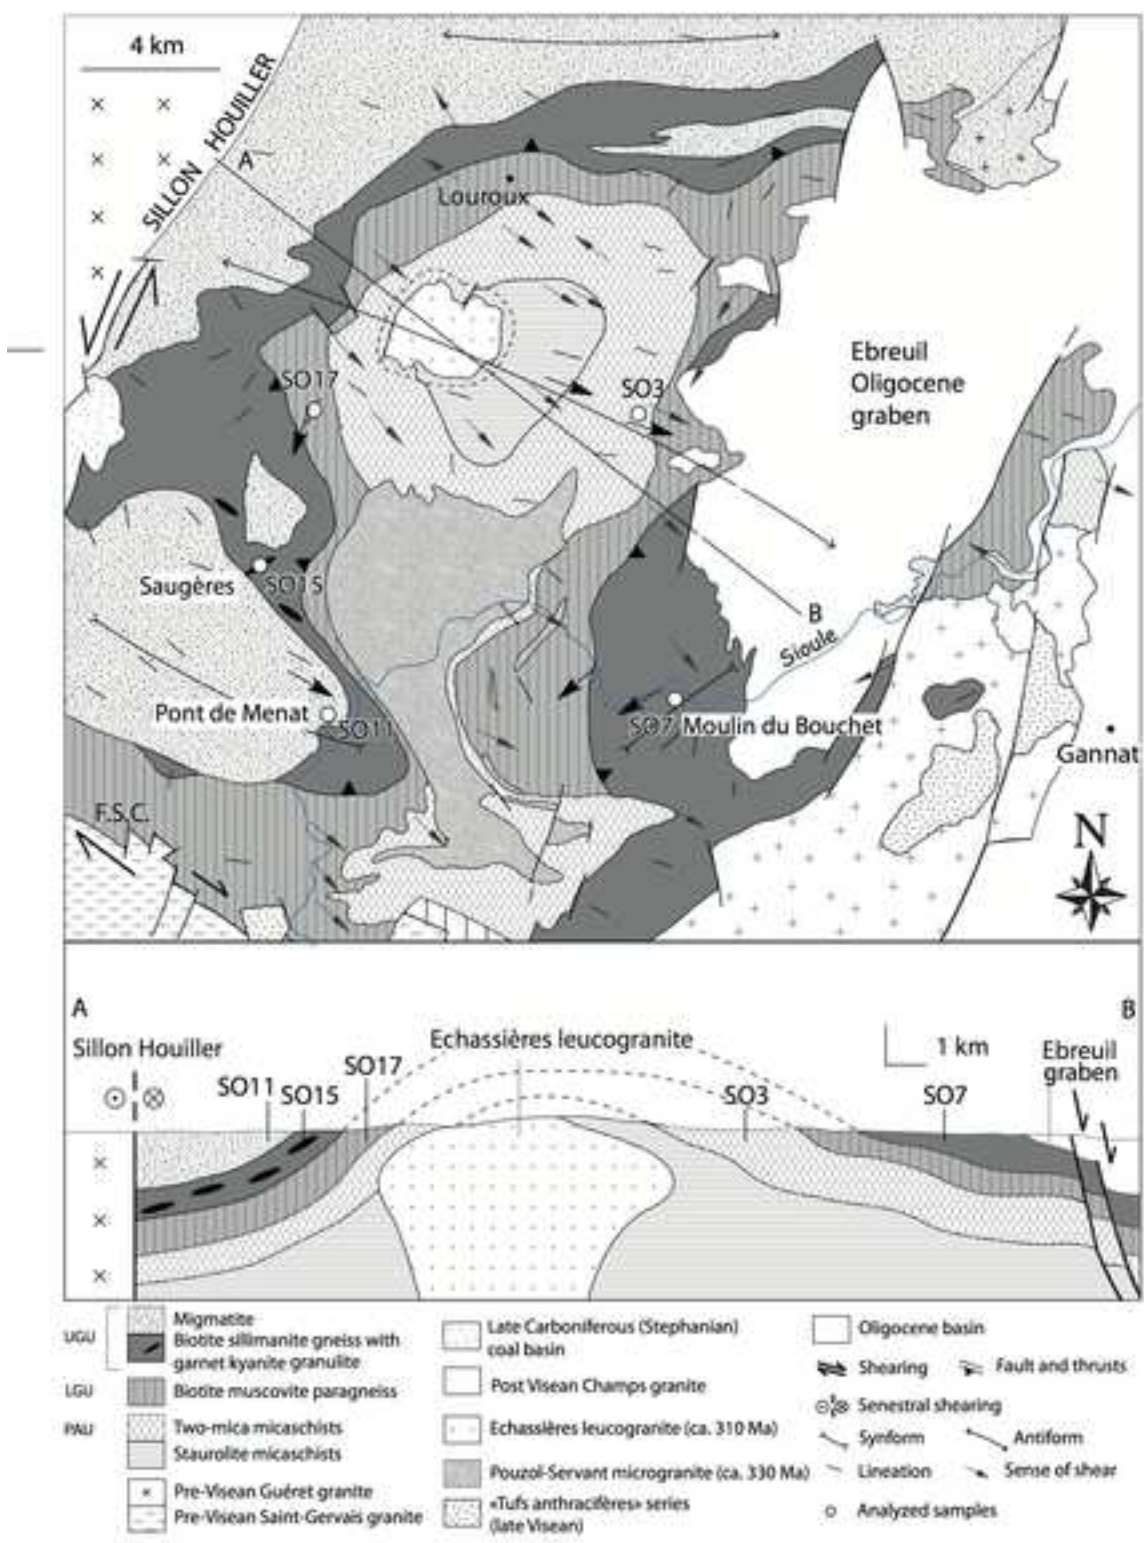 4 km
SILLON HOUILLER
A
Louroux
SO17
SO3
Ebreuil
Oligocene
graben
Saugères
SO15
B
Sioule
Pont de Menat
SO11
SO7 Moulin du Bouchet
Gannat
F.S.C.
N
A
B
Sillon Houiller
Echassières leucogranite
1 km
Ebreuil
graben
SO11
SO15
SO17
SO3
SO7
UGU
Migmatite
Biotite sillimanite gneiss with
garnet kyanite granulite
LGU
Biotite muscovite paragneiss
PAU
Two-mica micaschists
Staurolite micaschists
Pre-Visean Guéret granite
Pre-Visean Saint-Gervais granite
Late Carboniferous (Stephanian)
coal basin
Post Visean Champs granite
Echassières leucogranite (ca. 310 Ma)
Pouzol-Servant microgranite (ca. 330 Ma)
«Tufs anthracifères» series
(late Visean)
Oligocene basin
Shearing
Fault and thrusts
Senestral shearing
Synform
Antiform
Lineation
Sense of shear
Analyzed samples